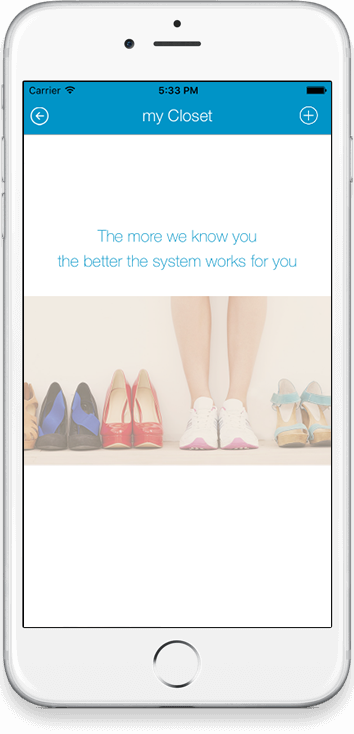 Carrier 5:33 PM
my Closet
The more we know you
the better the system works for you